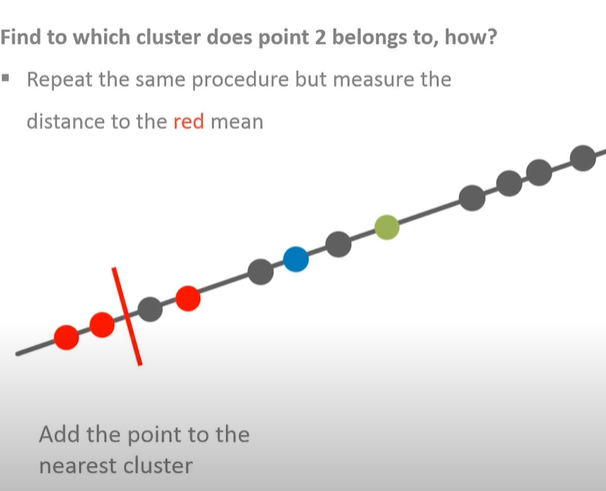 Find to which cluster does point 2 belongs to, how?
▪ Repeat the same procedure but measure the
distance to the red mean
Add the point to the
nearest cluster